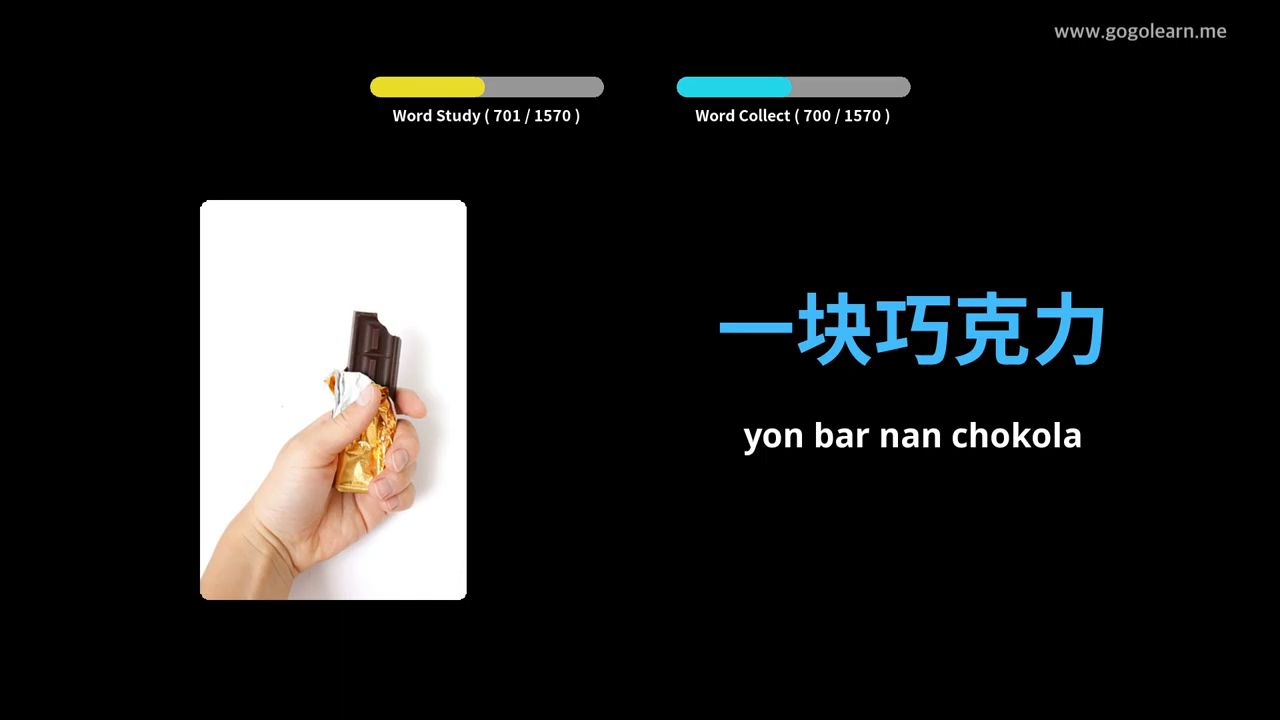 www.gogolearn.me
Word Study ( 701 / 1570 )
Word Collect ( 700 / 1570 )
一块巧克力
yon bar nan chokola